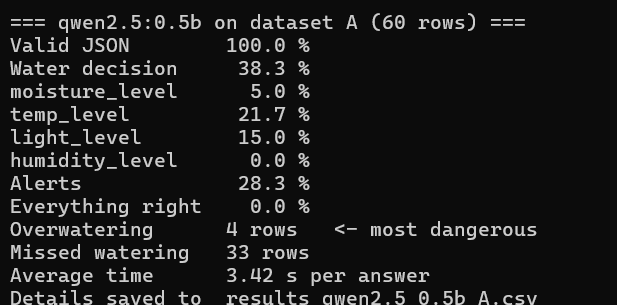 === qwen2.5:0.5b on dataset A (60 rows) ===
Valid JSON 100.0 %
Water decision 38.3 %
moisture_level 5.0 %
temp_level 21.7 %
light_level 15.0 %
humidity_level 0.0 %
Alerts 28.3 %
Everything right 0.0 %
Overwatering 4 rows <- most dangerous
Missed watering 33 rows
Average time 3.42 s per answer
Details saved to results_qwen2.5_0.5b_A.csv